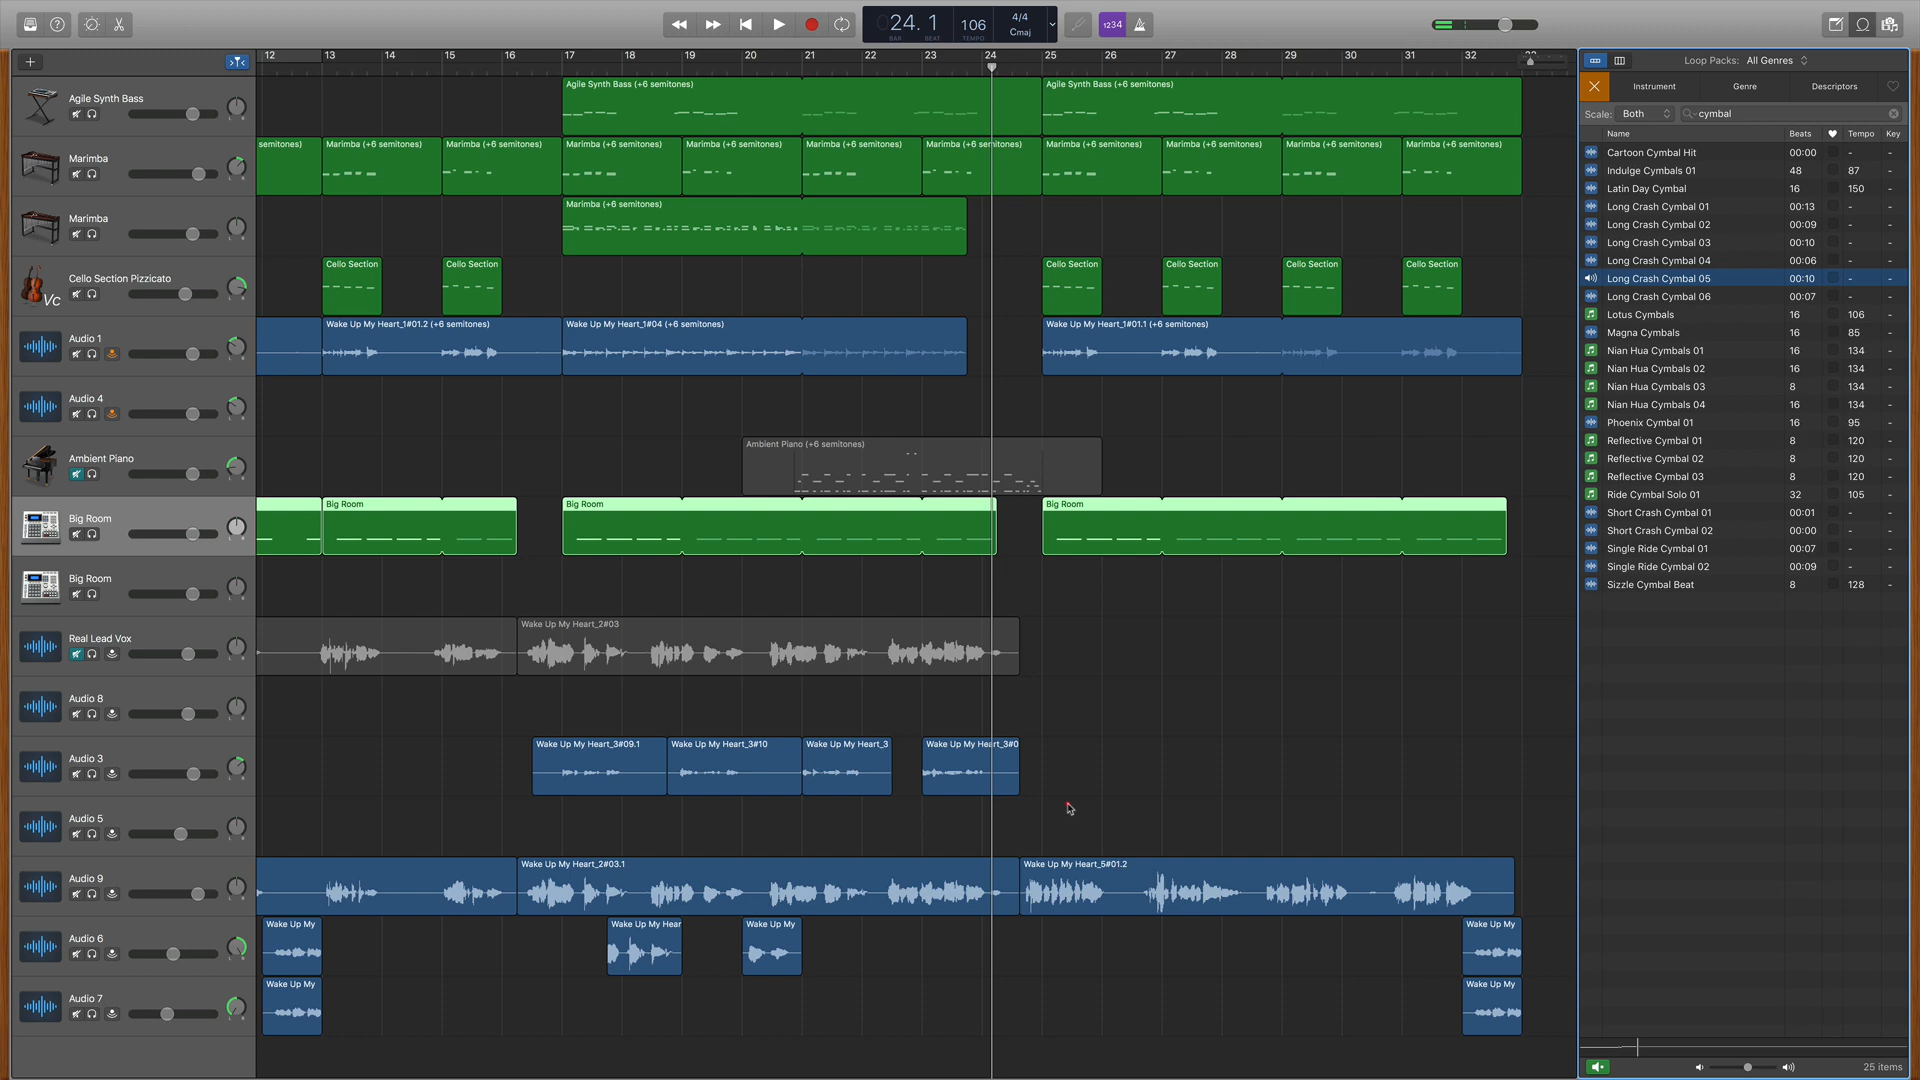 24. 1
BAR
BEAT
106
TEMPO
4/4
Cmaj
1234
12 13 14 15 16 17 18 19 20 21 22 23 24 25 26 27 28 29 30 31 32
Loop Packs: All Genres
Instrument Genre Descriptors
Scale: Both
cymbal
Name Beats Tempo Key
Cartoon Cymbal Hit 00:00 - -
Indulge Cymbals 01 48 87 -
Latin Day Cymbal 16 150 -
Long Crash Cymbal 01 00:13 - -
Long Crash Cymbal 02 00:09 - -
Long Crash Cymbal 03 00:10 - -
Long Crash Cymbal 04 00:06 - -
Long Crash Cymbal 05 00:10 - -
Long Crash Cymbal 06 00:07 - -
Lotus Cymbals 16 106 -
Magna Cymbals 16 85 -
Nian Hua Cymbals 01 16 134 -
Nian Hua Cymbals 02 16 134 -
Nian Hua Cymbals 03 8 134 -
Nian Hua Cymbals 04 16 134 -
Phoenix Cymbal 01 16 95 -
Reflective Cymbal 01 8 120 -
Reflective Cymbal 02 8 120 -
Reflective Cymbal 03 8 120 -
Ride Cymbal Solo 01 32 105 -
Short Crash Cymbal 01 00:01 - -
Short Crash Cymbal 02 00:00 - -
Single Ride Cymbal 01 00:07 - -
Single Ride Cymbal 02 00:09 - -
Sizzle Cymbal Beat 8 128 -
25 items
Agile Synth Bass
Agile Synth Bass (+6 semitones) Agile Synth Bass (+6 semitones)
Marimba
semitones) Marimba (+6 semitones) Marimba (+6 semitones) Marimba (+6 semitones) Marimba (+6 semitones) Marimba (+6 semitones) Marimba (+6 semitones) Marimba (+6 semitones) Marimba (+6 semitones) Marimba (+6 semitones) Marimba (+6 semitones)
Marimba
Marimba (+6 semitones)
Cello Section Pizzicato
Vc
Cello Section Cello Section Cello Section Cello Section Cello Section Cello Section
Audio 1
Wake Up My Heart_1#01.2 (+6 semitones) Wake Up My Heart_1#04 (+6 semitones) Wake Up My Heart_1#01.1 (+6 semitones)
Audio 4
Ambient Piano
Ambient Piano (+6 semitones)
Big Room
Big Room Big Room Big Room
Big Room
Real Lead Vox
Wake Up My Heart_2#03
Audio 8
Audio 3
Wake Up My Heart_3#09.1 Wake Up My Heart_3#10 Wake Up My Heart_3 Wake Up My Heart_3#0
Audio 5
Audio 9
Wake Up My Heart_2#03.1 Wake Up My Heart_5#01.2
Audio 6
Wake Up My Wake Up My Hear Wake Up My Wake Up My
Audio 7
Wake Up My Wake Up My